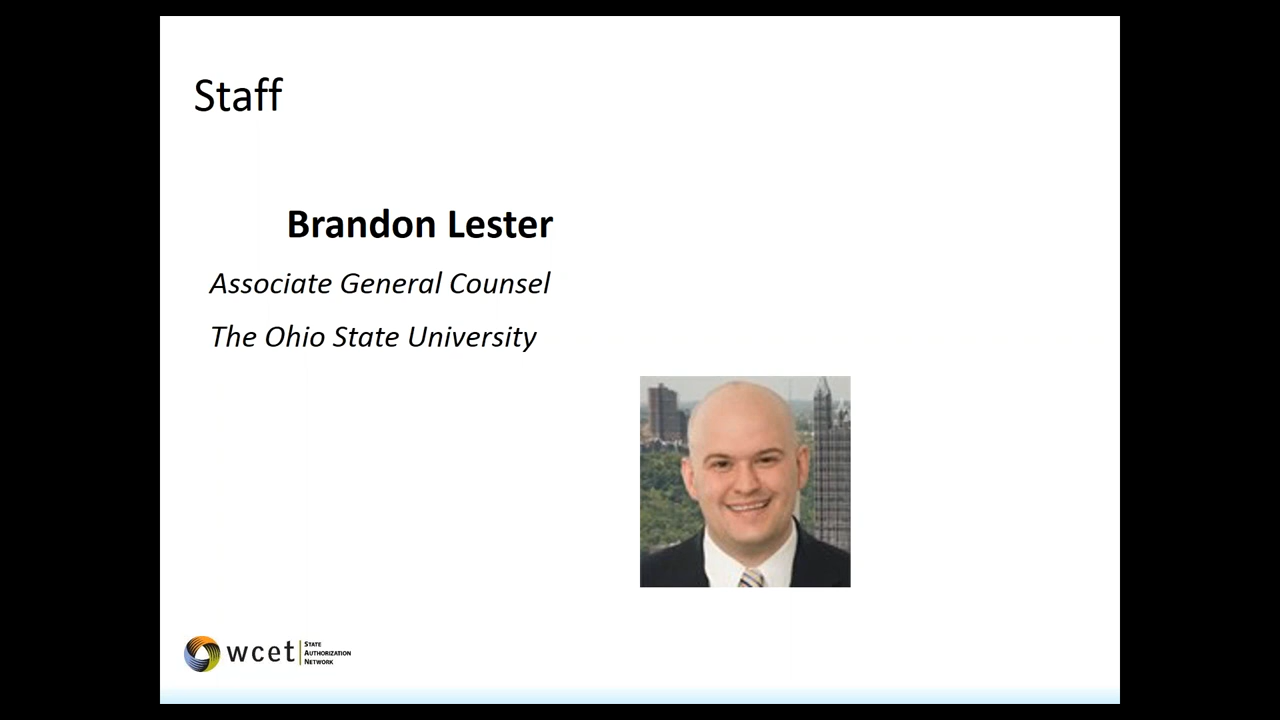 Staff
Brandon Lester
Associate General Counsel
The Ohio State University
wcet
State
Authorization
Network